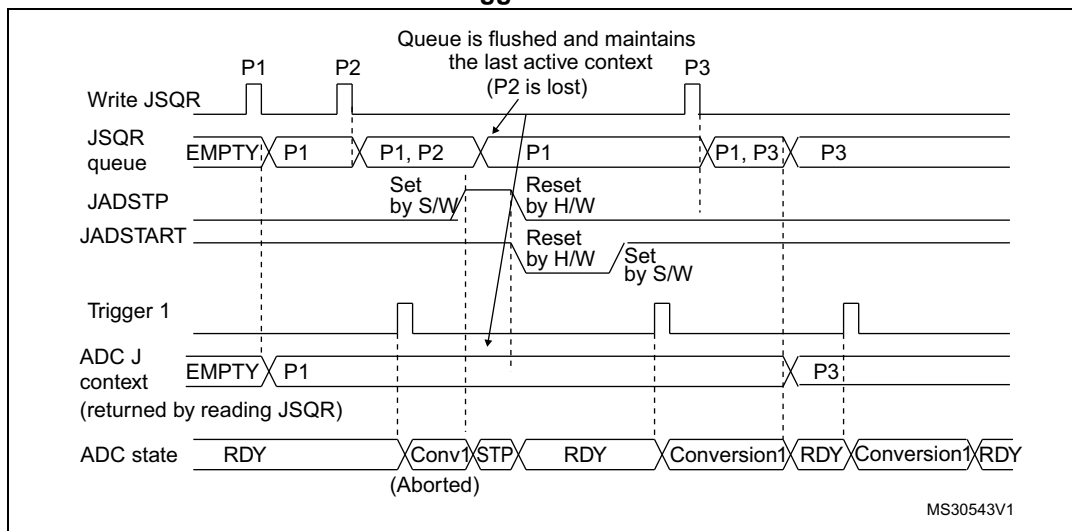 gg
Queue is flushed and maintains
the last active context
(P2 is lost)
P1 P2 P3
Write JSQR
JSQR
queue
EMPTY P1 P1, P2 P1 P1, P3 P3
Set
by S/W
Reset
by H/W
JADSTP
JADSTART
Reset
by H/W
Set
by S/W
Trigger 1
ADC J
context
EMPTY P1 P3
(returned by reading JSQR)
ADC state RDY Conv1 STP RDY Conversion1 RDY Conversion1 RDY
(Aborted)
MS30543V1